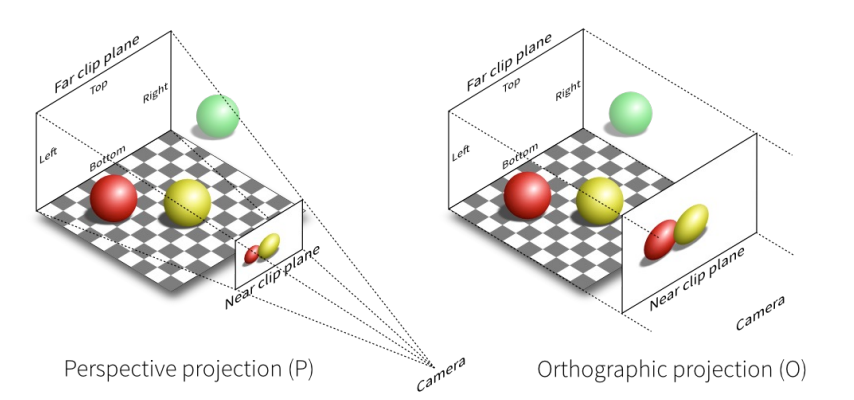 Far clip plane
Top
Right
Left
Bottom
Near clip plane
Camera
Perspective projection (P)
Far clip plane
Top
Right
Left
Bottom
Near clip plane
Camera
Orthographic projection (O)